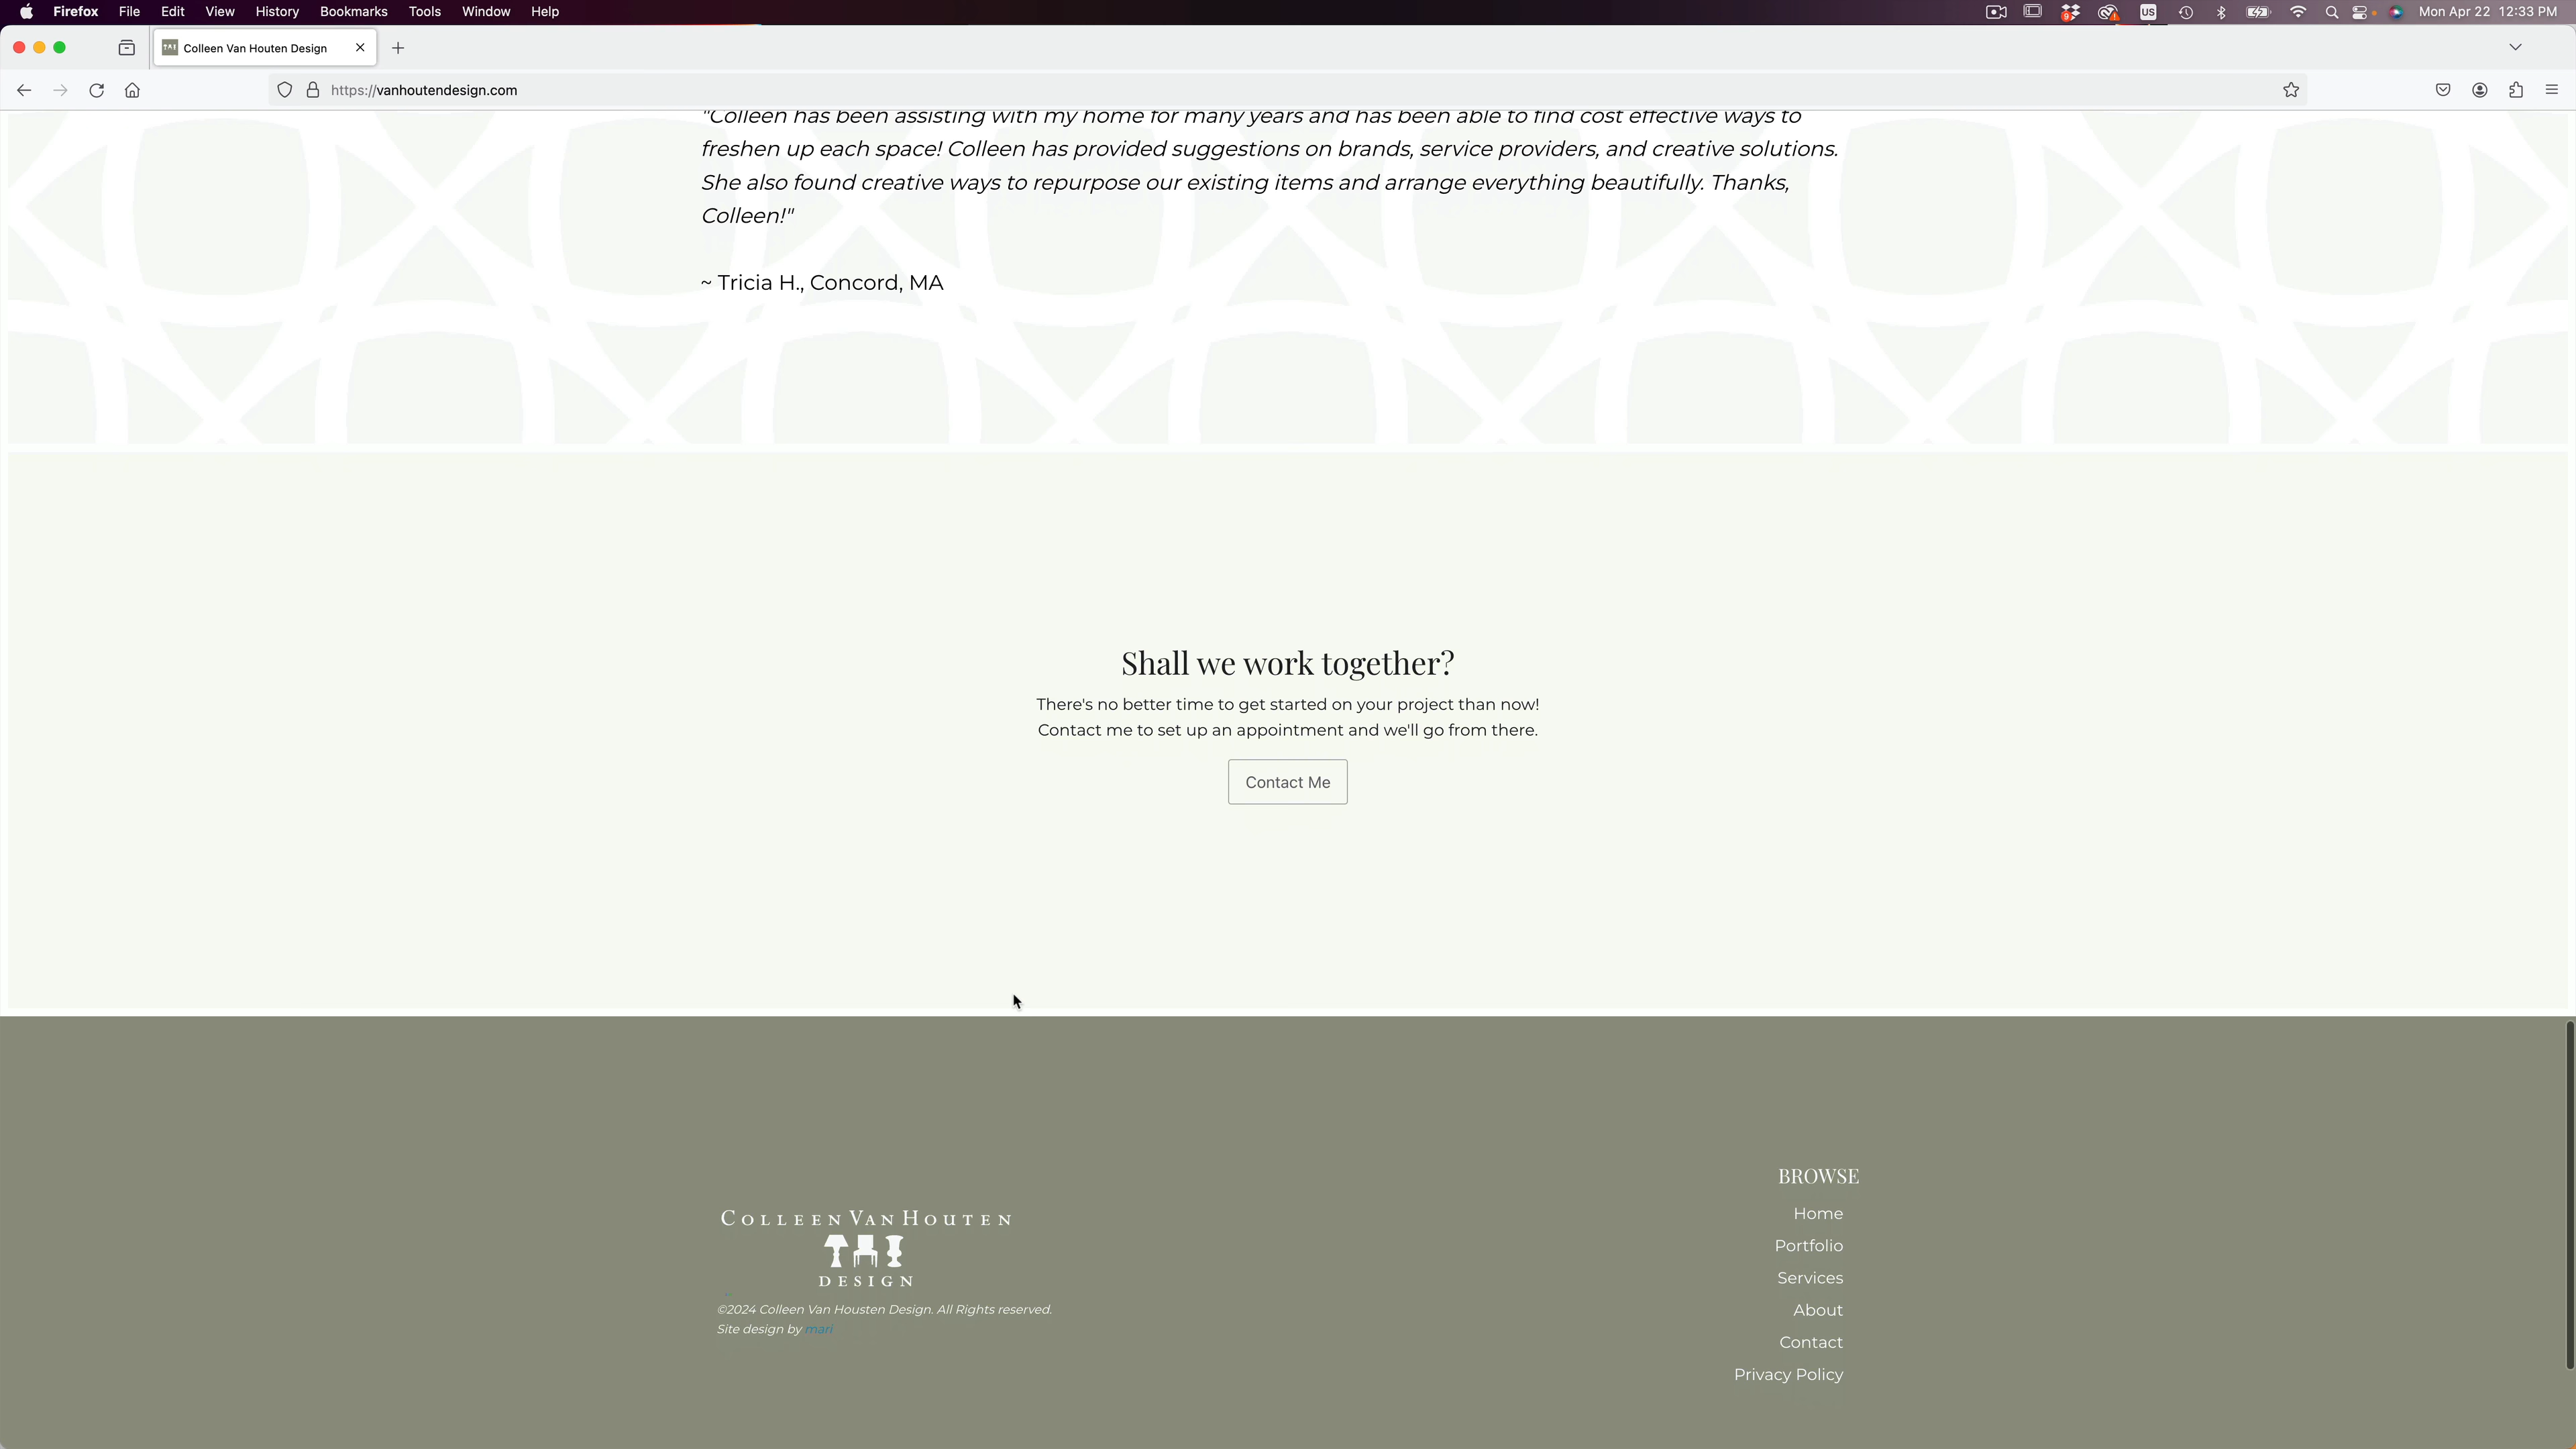 Firefox File Edit View History Bookmarks Tools Window Help
9
US
Mon Apr 22 12:33 PM
Colleen Van Houten Design
https://vanhoutendesign.com
"Colleen has been assisting with my home for many years and has been able to find cost effective ways to
freshen up each space! Colleen has provided suggestions on brands, service providers, and creative solutions.
She also found creative ways to repurpose our existing items and arrange everything beautifully. Thanks,
Colleen!"
~ Tricia H., Concord, MA
Shall we work together?
There's no better time to get started on your project than now!
Contact me to set up an appointment and we'll go from there.
Contact Me
COLLEEN VAN HOUTEN
DESIGN
©2024 Colleen Van Housten Design. All Rights reserved.
Site design by mari
BROWSE
Home
Portfolio
Services
About
Contact
Privacy Policy